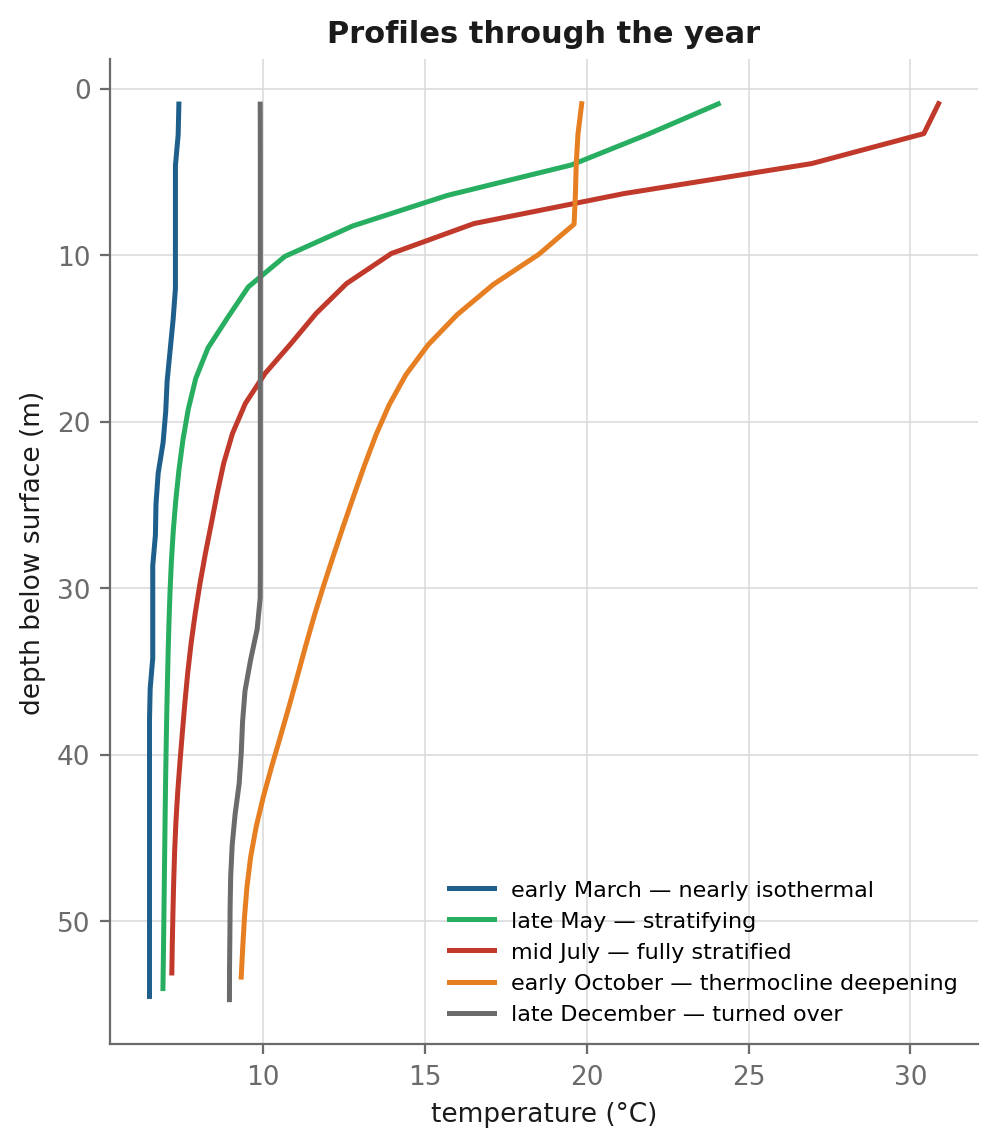 Profiles through the year
0
10
20
30
40
50
depth below surface (m)
early March — nearly isothermal
late May — stratifying
mid July — fully stratified
early October — thermocline deepening
late December — turned over
10 15 20 25 30
temperature (°C)